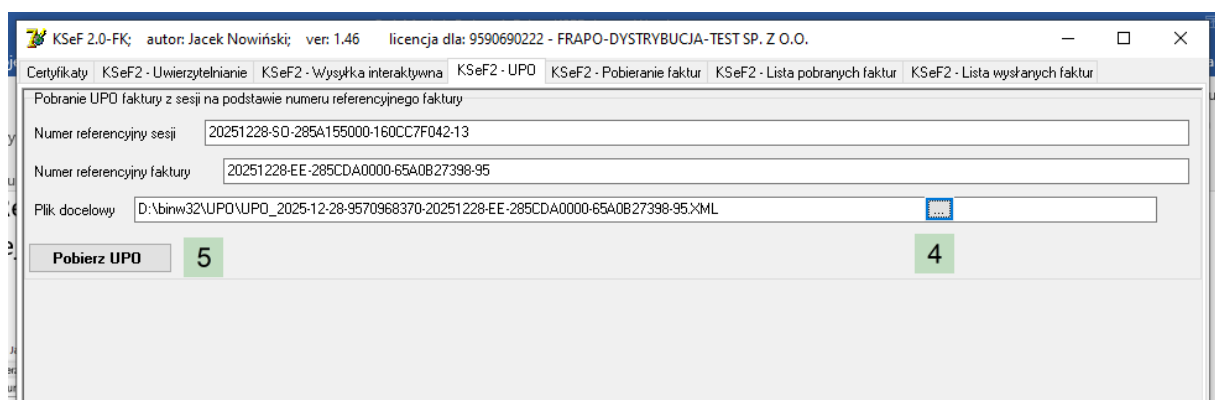 KSeF 2.0-FK; autor: Jacek Nowiński; ver: 1.46 licencja dla: 9590690222 - FRAPO-DYSTRYBUCJA-TEST SP. Z O.O.
Certyfikaty KSeF2 - Uwierzytelnianie KSeF2 - Wysyłka interaktywna KSeF2 - UPO KSeF2 - Pobieranie faktur KSeF2 - Lista pobranych faktur KSeF2 - Lista wysłanych faktur
Pobranie UPO faktury z sesji na podstawie numeru referencyjnego faktury
Numer referencyjny sesji 20251228-SO-285A155000-160CC7F042-13
Numer referencyjny faktury 20251228-EE-285CDA0000-65A0B27398-95
Plik docelowy D:\binw32\UPO\UPO_2025-12-28-9570968370-20251228-EE-285CDA0000-65A0B27398-95.XML ...
Pobierz UPO 5 4